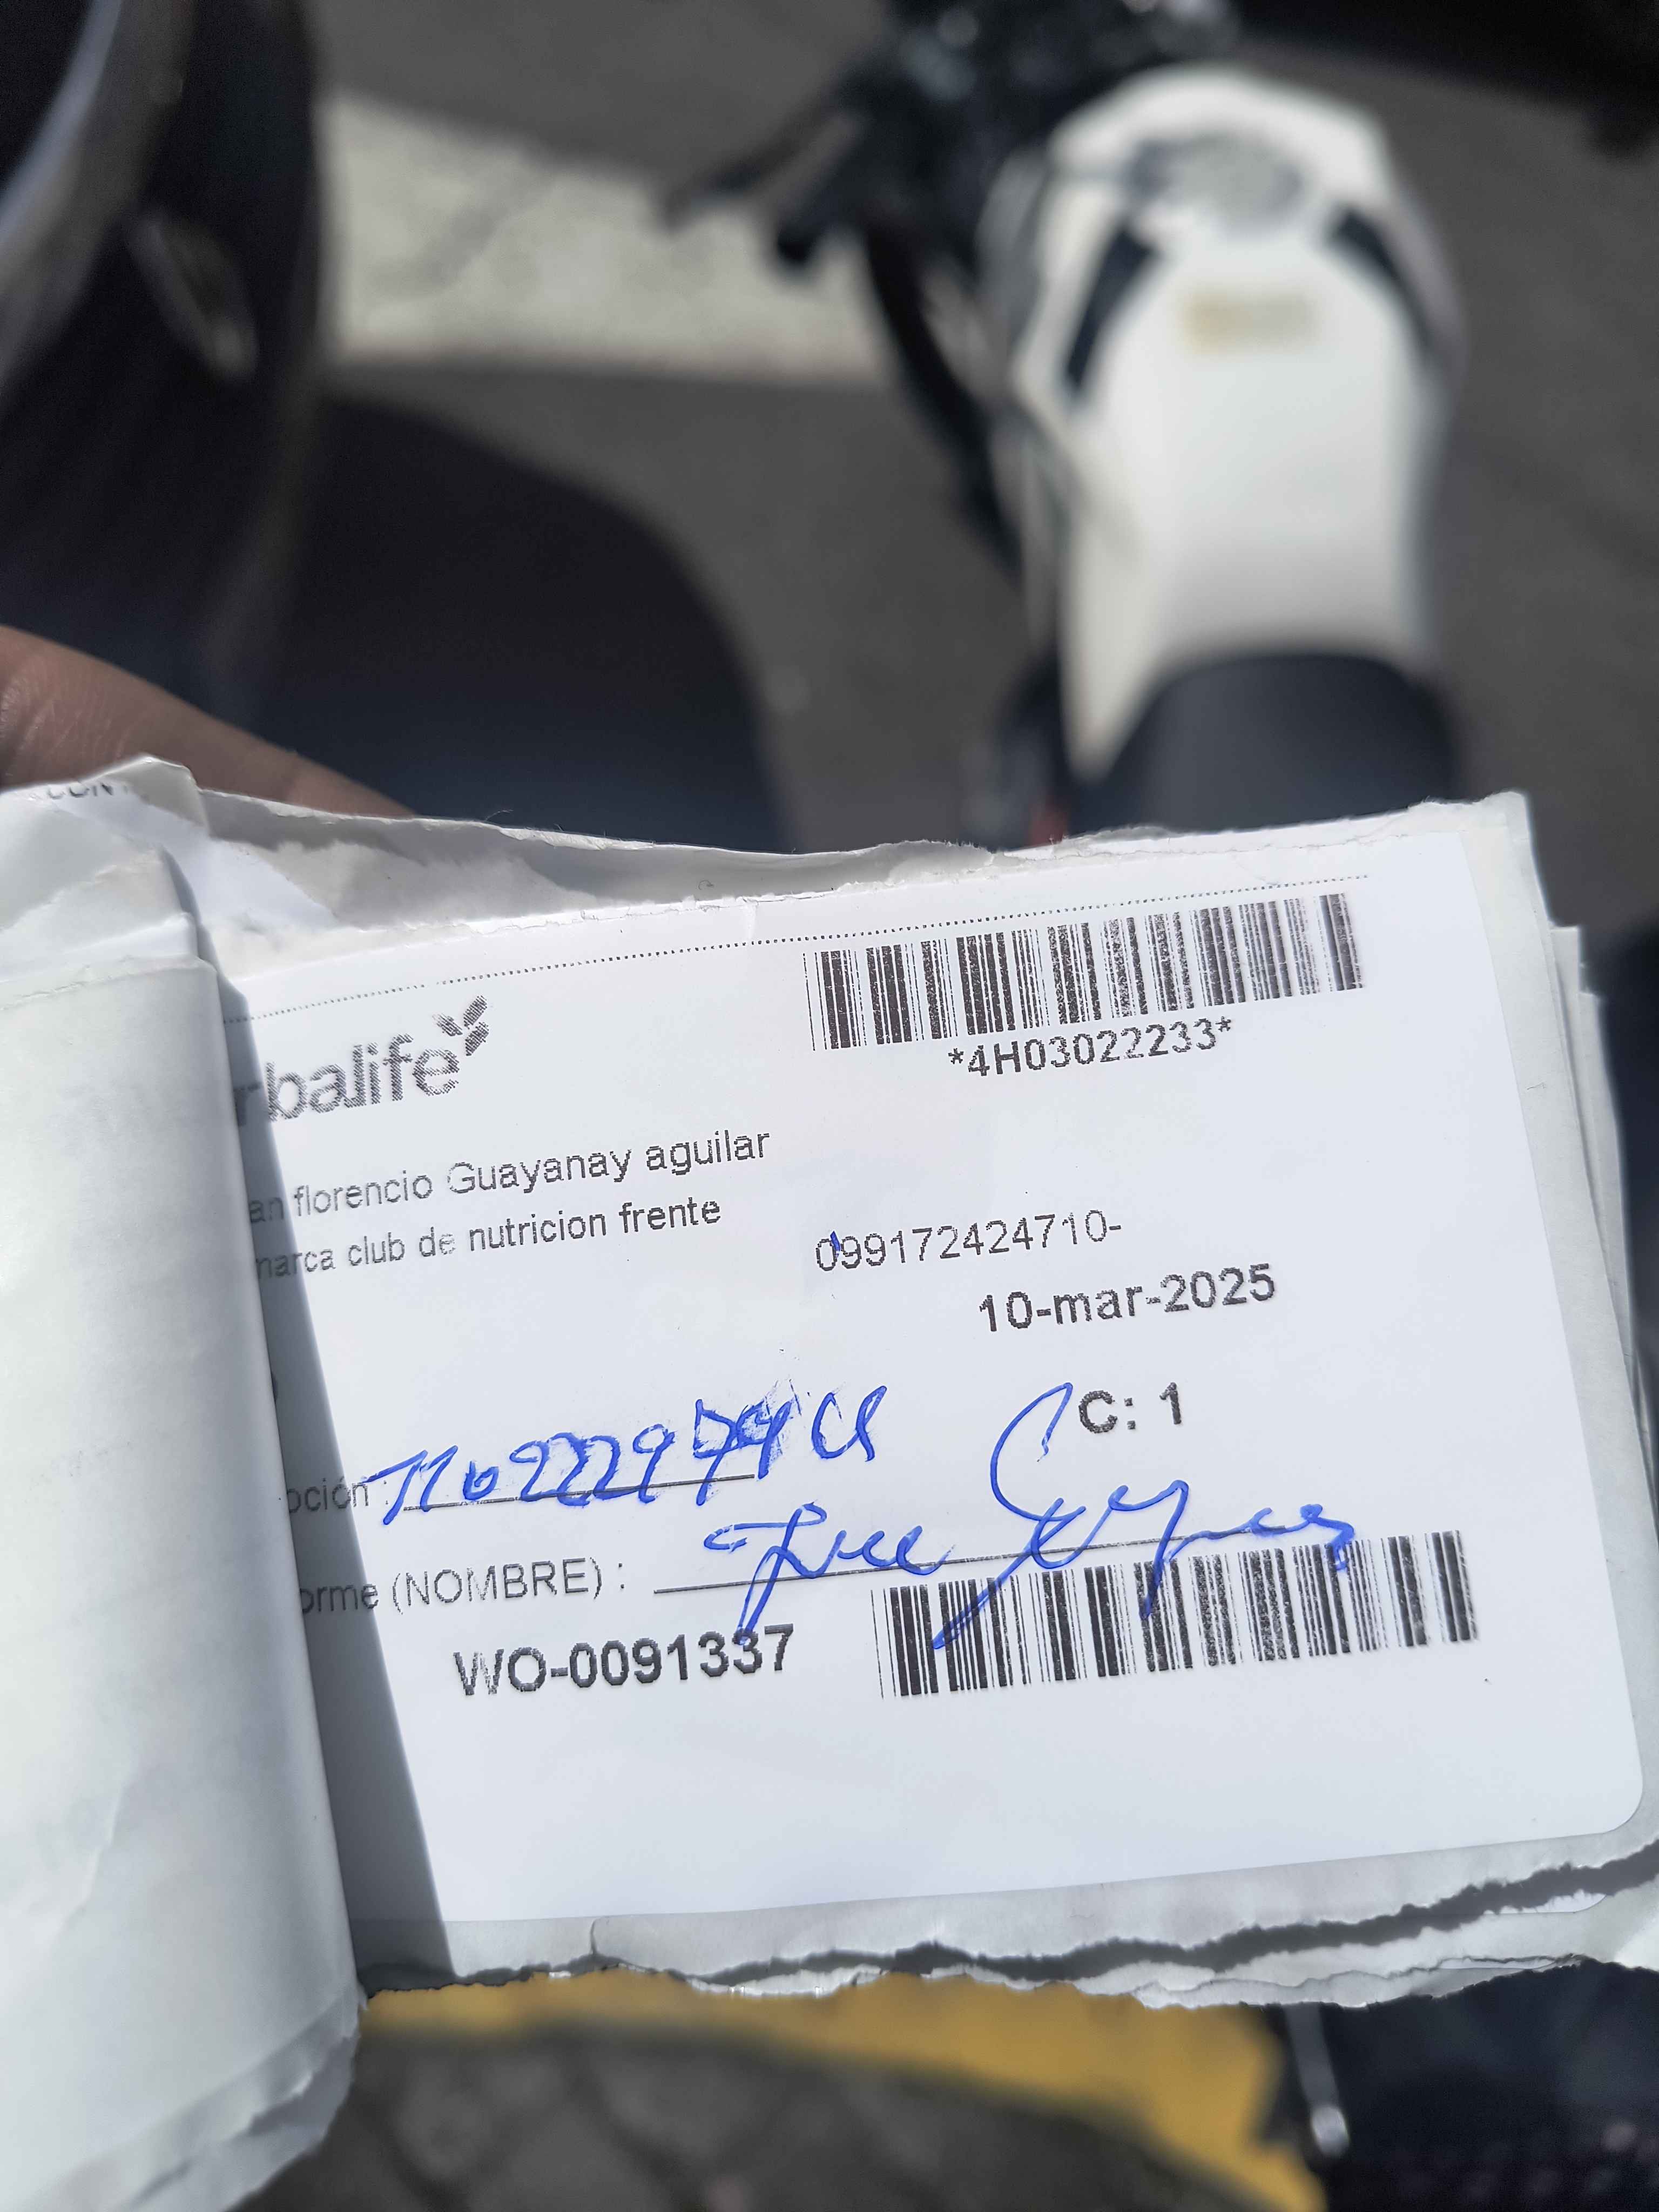 rbalife
*4H03022233*
an florencio Guayanay aguilar
marca club de nutricion frente
099172424710-
10-mar-2025
C: 1
pción :
orme (NOMBRE) :
WO-0091337